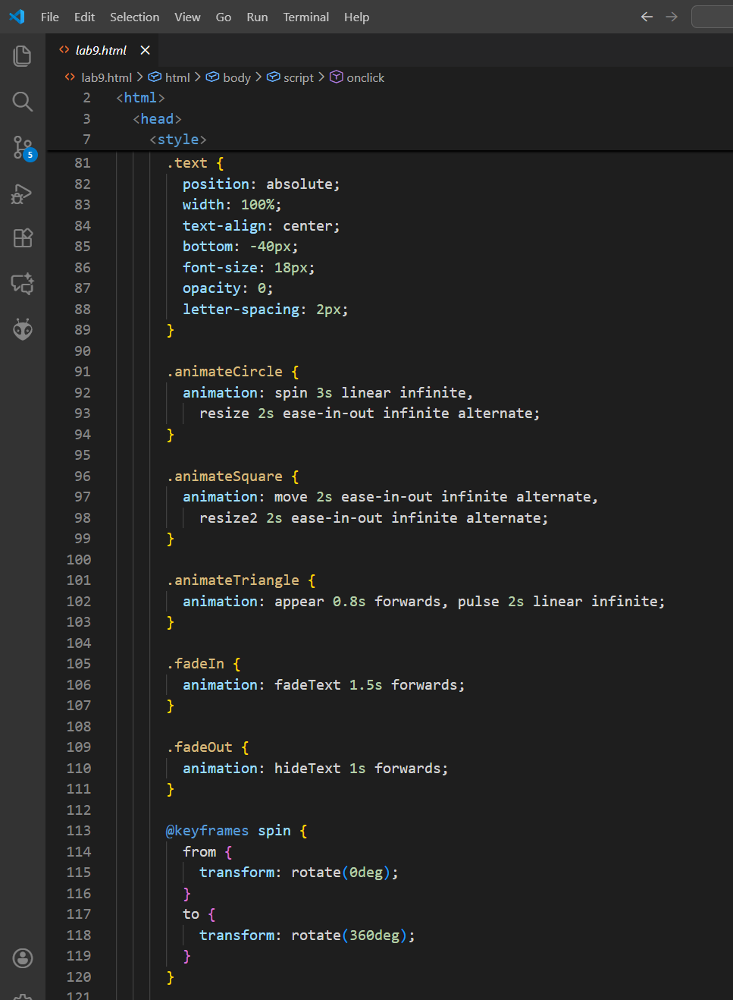 File Edit Selection View Go Run Terminal Help
lab9.html
lab9.html > html > body > script > onclick
2 <html>
3 <head>
7 <style>
5
81 .text {
82 position: absolute;
83 width: 100%;
84 text-align: center;
85 bottom: -40px;
86 font-size: 18px;
87 opacity: 0;
88 letter-spacing: 2px;
89 }
90
91 .animateCircle {
92 animation: spin 3s linear infinite,
93 resize 2s ease-in-out infinite alternate;
94 }
95
96 .animateSquare {
97 animation: move 2s ease-in-out infinite alternate,
98 resize2 2s ease-in-out infinite alternate;
99 }
100
101 .animateTriangle {
102 animation: appear 0.8s forwards, pulse 2s linear infinite;
103 }
104
105 .fadeIn {
106 animation: fadeText 1.5s forwards;
107 }
108
109 .fadeOut {
110 animation: hideText 1s forwards;
111 }
112
113 @keyframes spin {
114 from {
115 transform: rotate(0deg);
116 }
117 to {
118 transform: rotate(360deg);
119 }
120 }
121